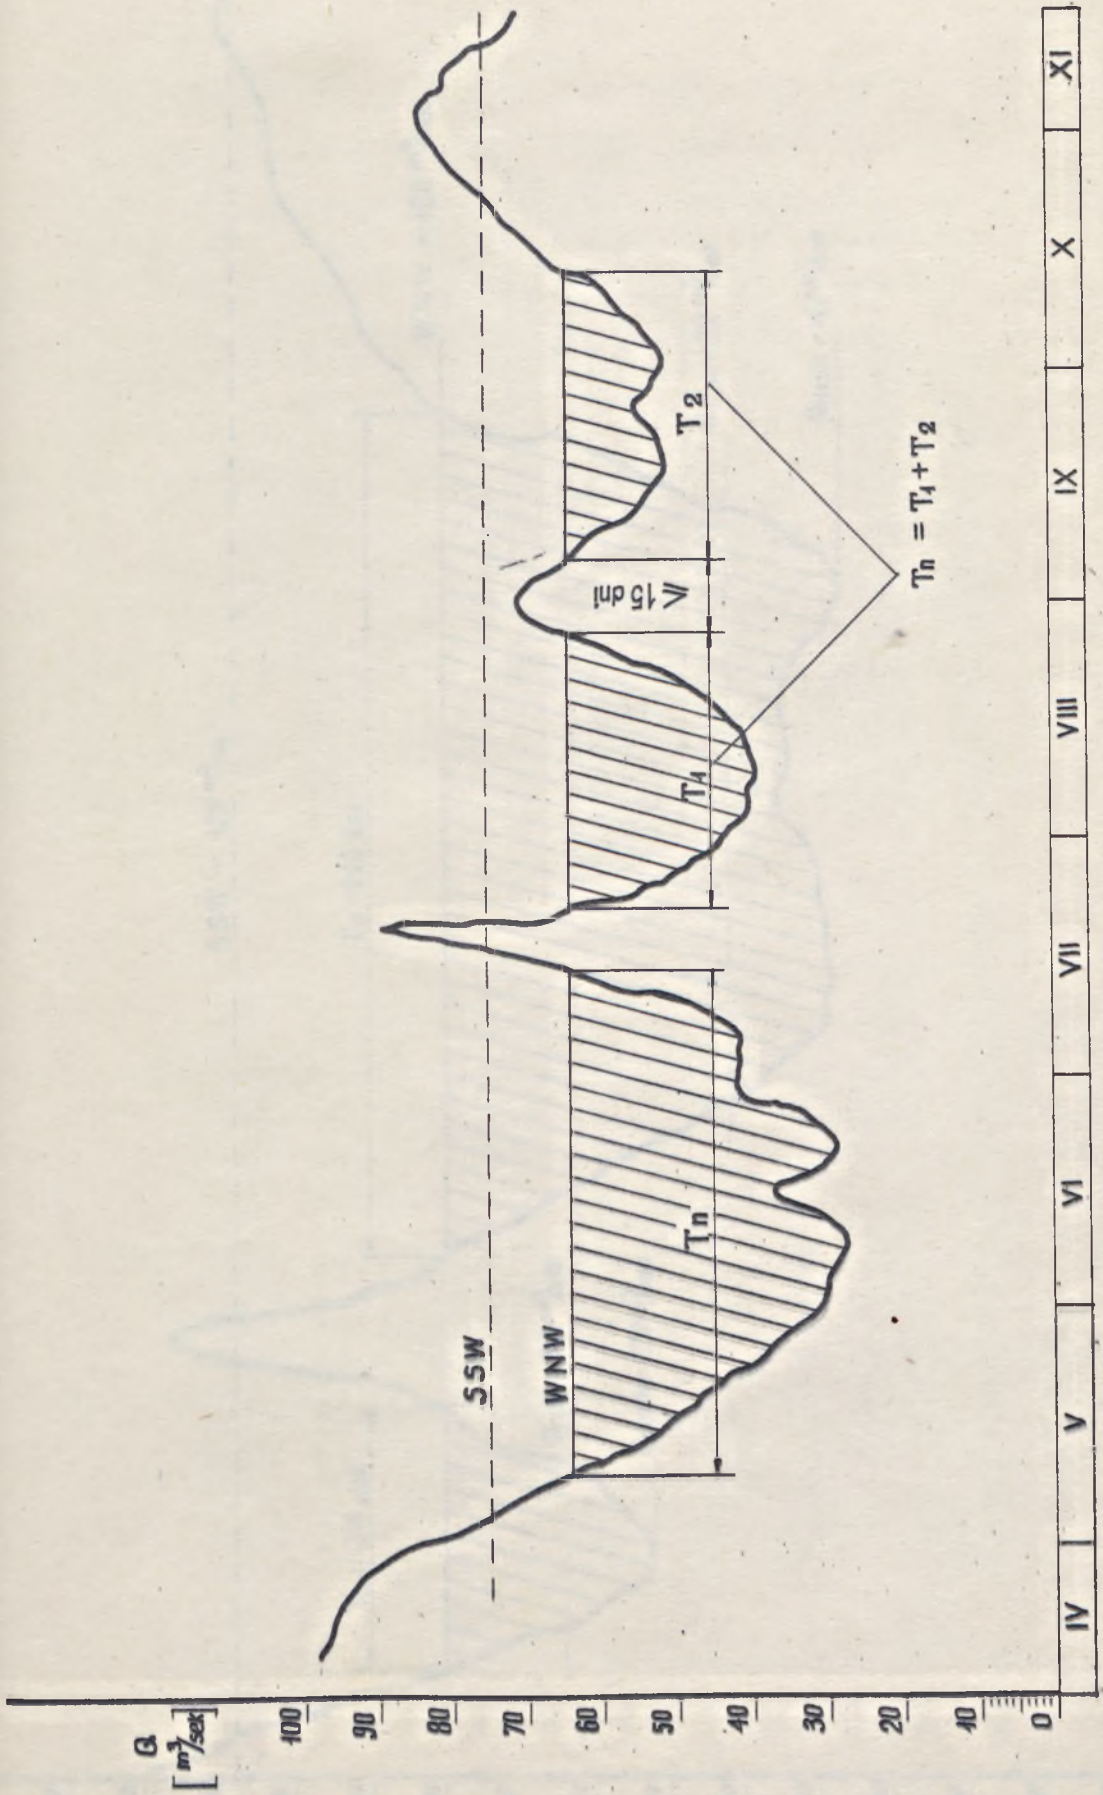 Q
[m³/sek]
100
90
80
70
60
50
40
30
20
10
0
SSW
WNW
Tn
T1
⩽ 15 dni
T2
Tn = T1 + T2
IV
V
VI
VII
VIII
IX
X
XI